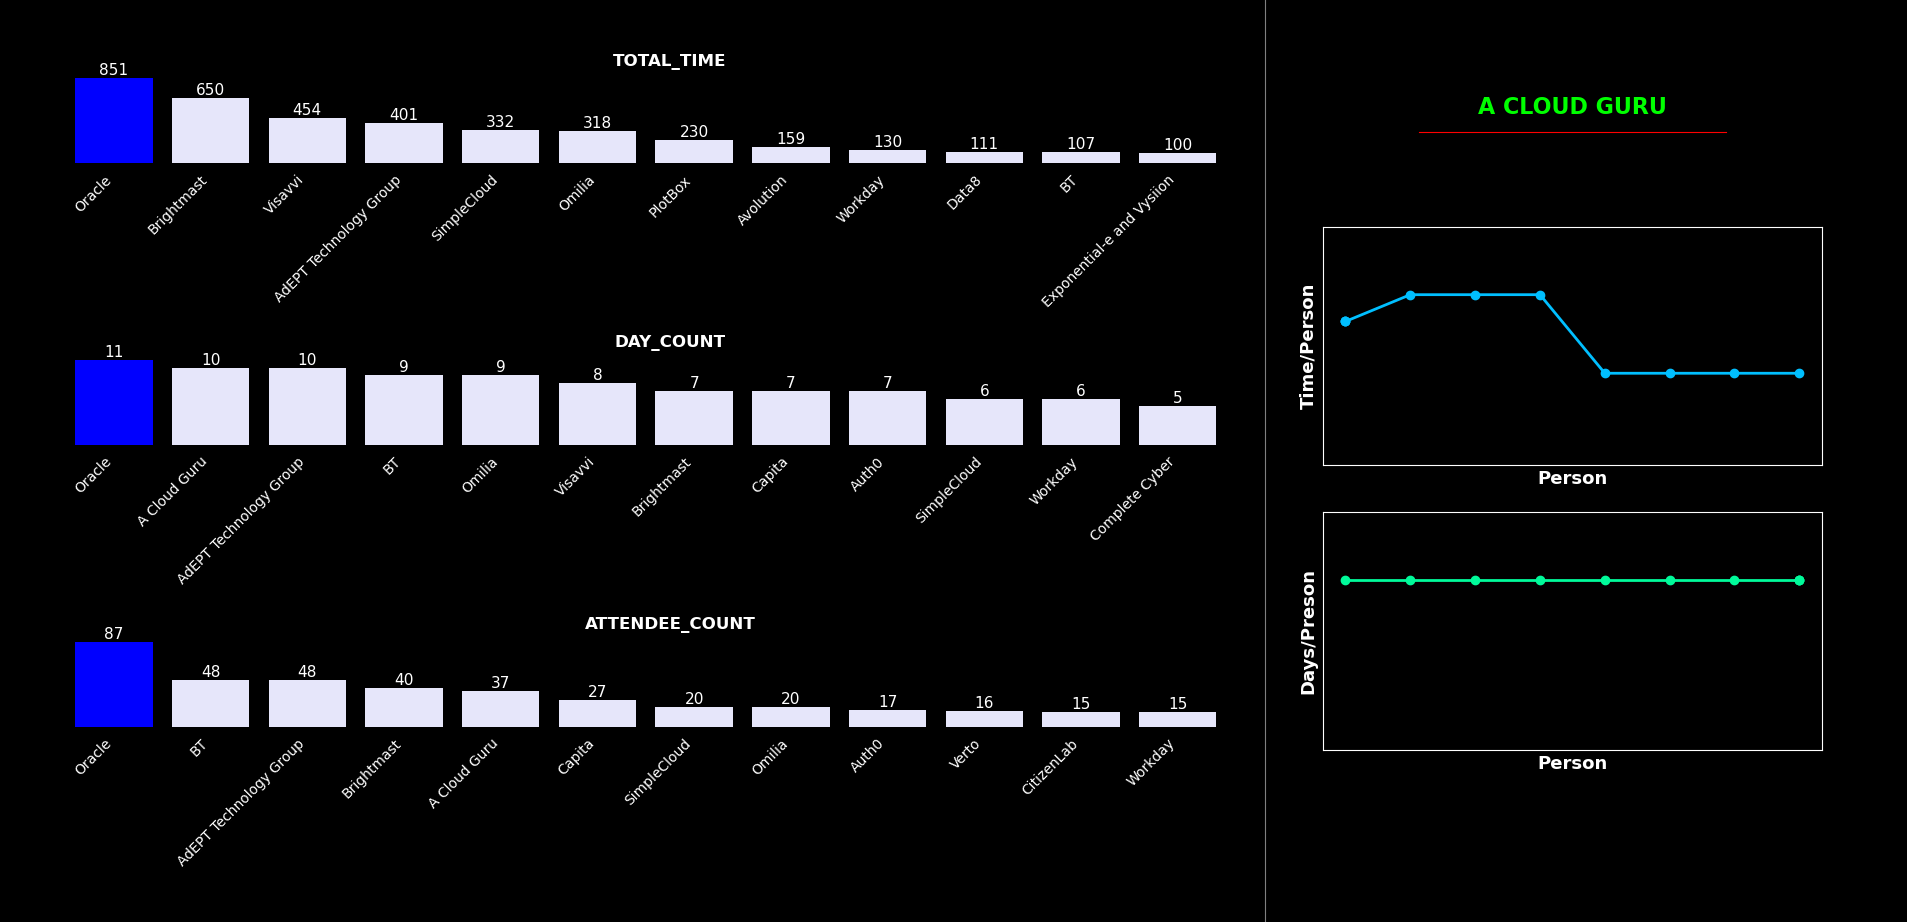 TOTAL_TIME
851 650 454 401 332 318 230 159 130 111 107 100
Oracle Brightmast Visavvi AdEPT Technology Group SimpleCloud Omilia PlotBox Avolution Workday Data8 BT Exponential-e and Vysiion
DAY_COUNT
11 10 10 9 9 8 7 7 7 6 6 5
Oracle A Cloud Guru AdEPT Technology Group BT Omilia Visavvi Brightmast Capita Auth0 SimpleCloud Workday Complete Cyber
ATTENDEE_COUNT
87 48 48 40 37 27 20 20 17 16 15 15
Oracle BT AdEPT Technology Group Brightmast A Cloud Guru Capita SimpleCloud Omilia Auth0 Verto CitizenLab Workday
A CLOUD GURU
Time/Person
Person
Days/Preson
Person